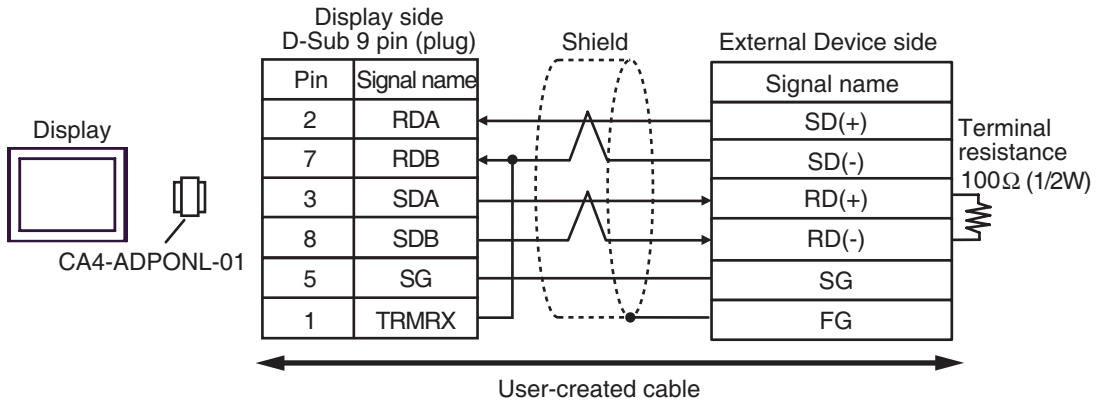 Display side
D-Sub 9 pin (plug)
Shield
External Device side
Pin Signal name
Signal name
2 RDA
SD(+)
7 RDB
SD(-)
3 SDA
RD(+)
8 SDB
RD(-)
5 SG
SG
1 TRMRX
FG
Display
CA4-ADPONL-01
Terminal
resistance
100Ω (1/2W)
User-created cable